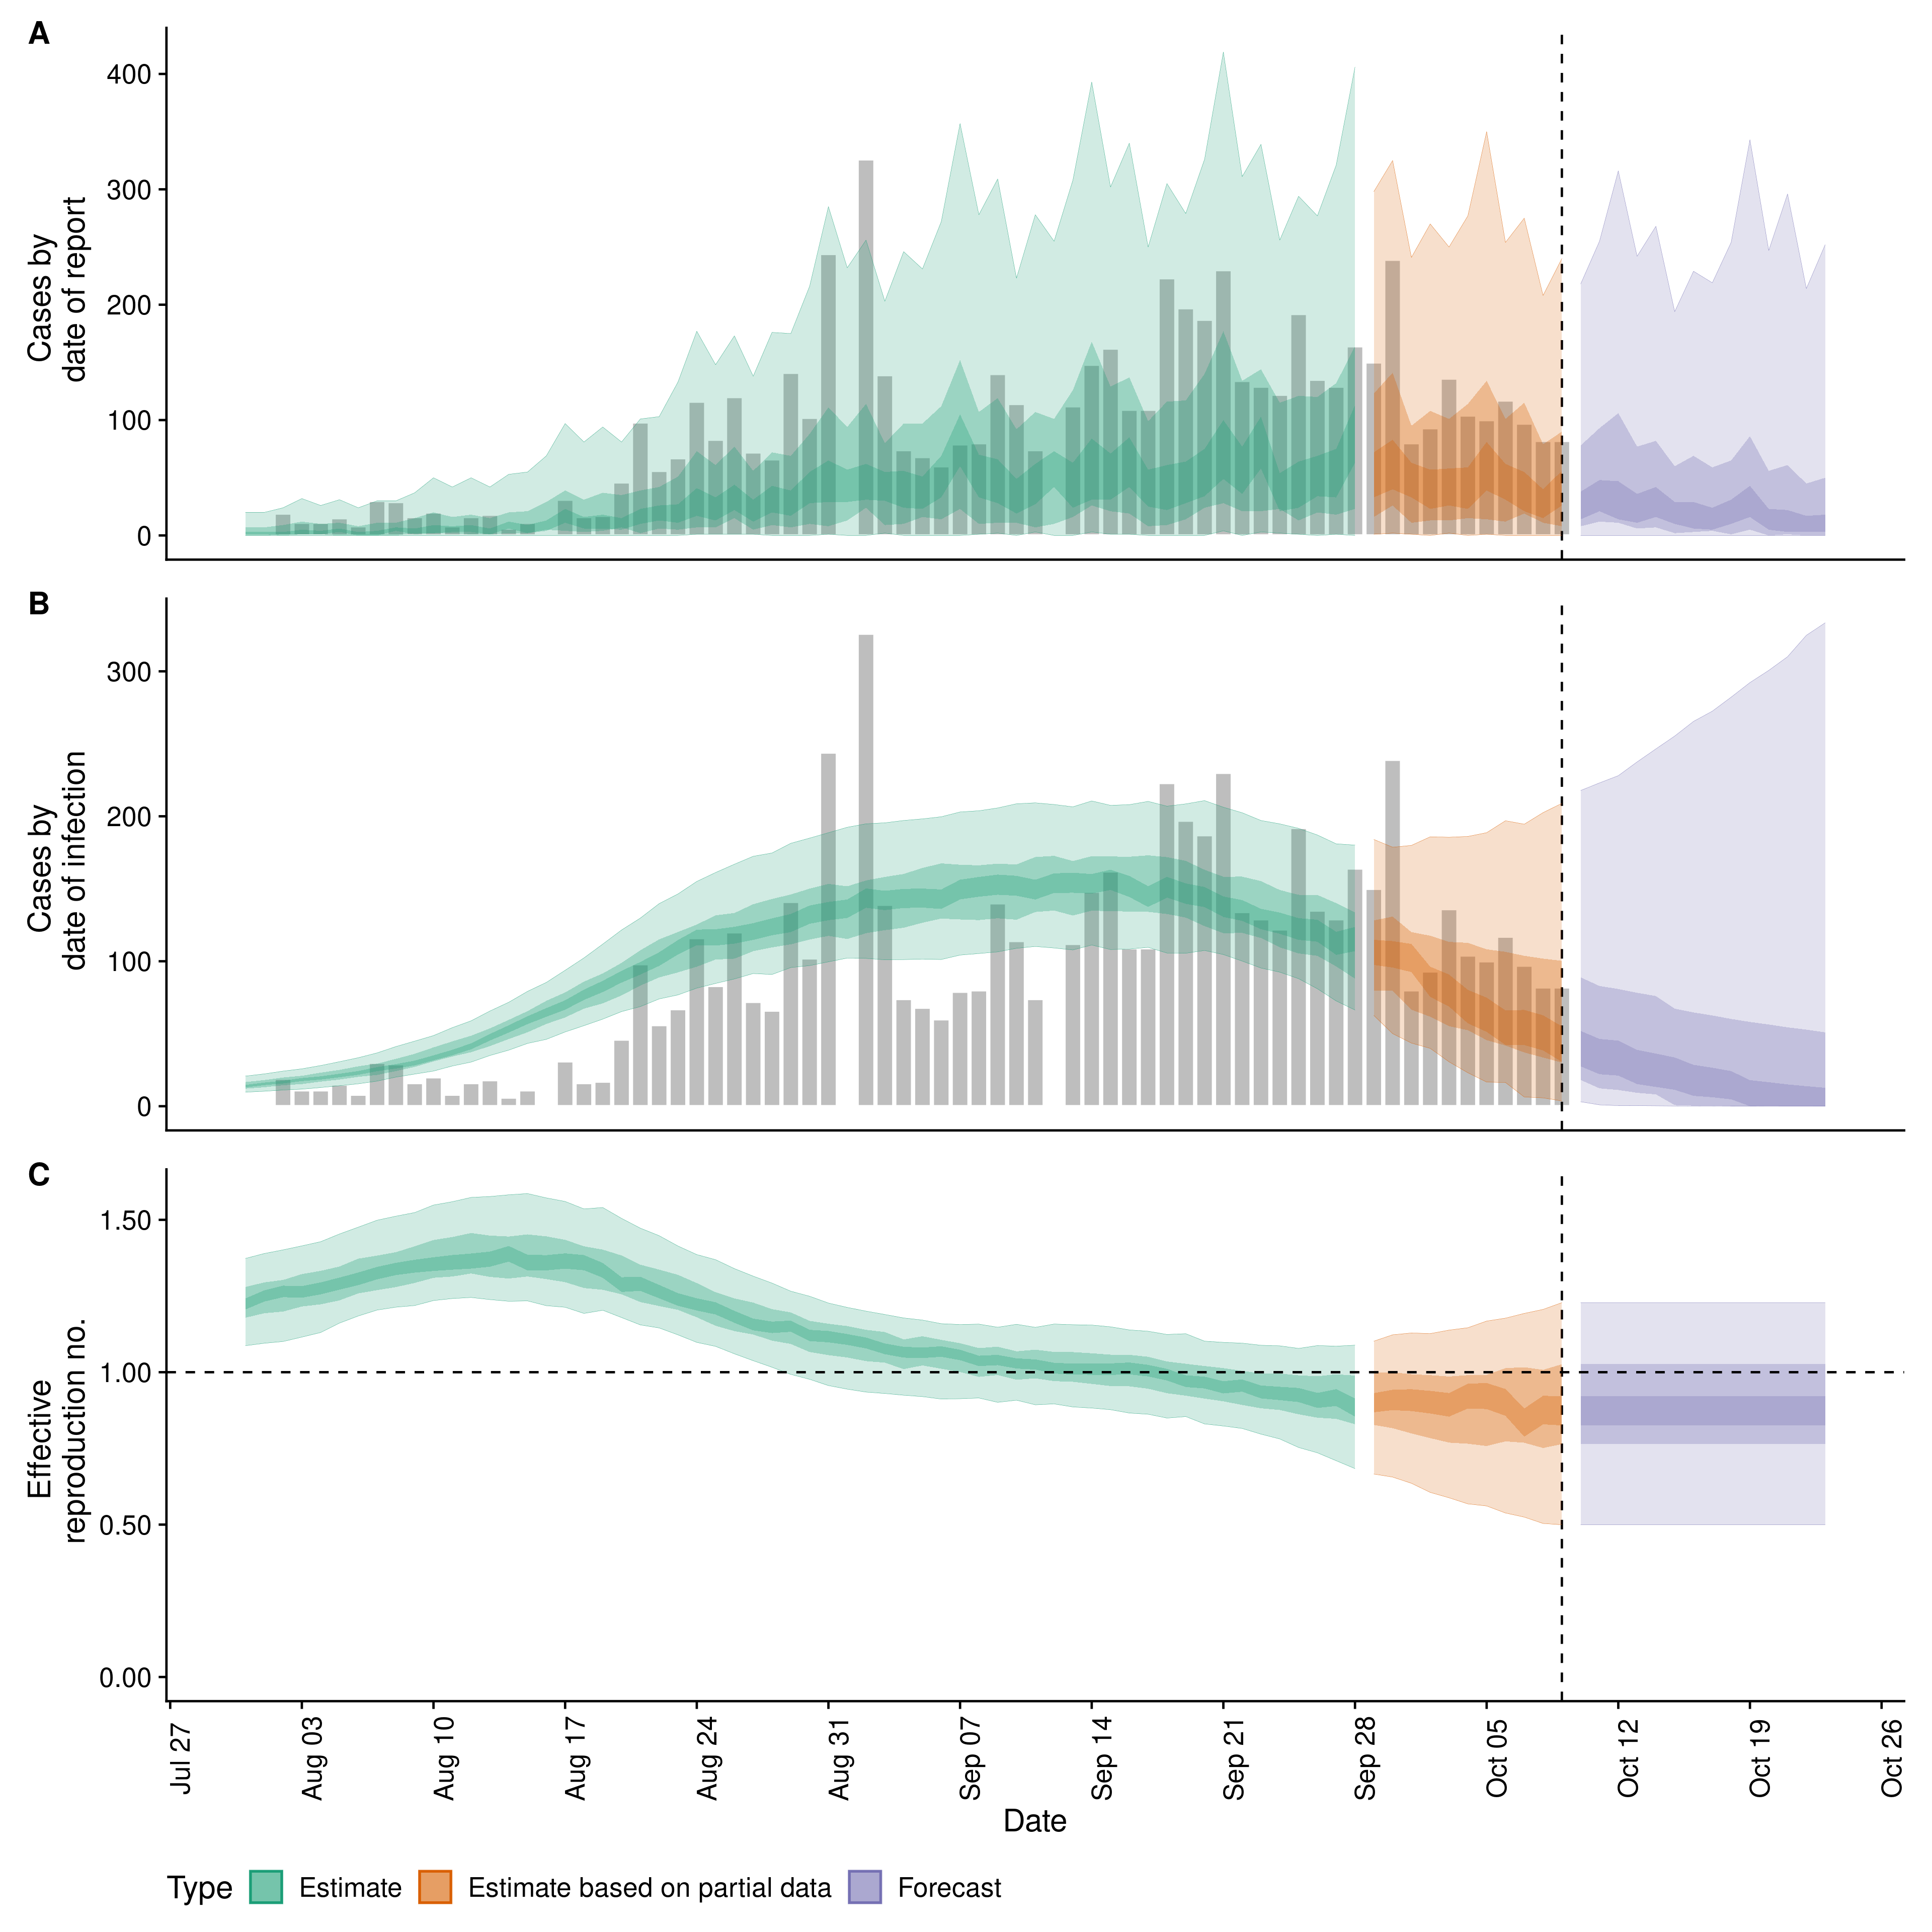 A
Cases by
date of report
400
300
200
100
0
B
Cases by
date of infection
300
200
100
0
C
Effective
reproduction no.
1.50
1.00
0.50
0.00
Jul 27
Aug 03
Aug 10
Aug 17
Aug 24
Aug 31
Sep 07
Sep 14
Sep 21
Sep 28
Oct 05
Oct 12
Oct 19
Oct 26
Date
Type Estimate Estimate based on partial data Forecast